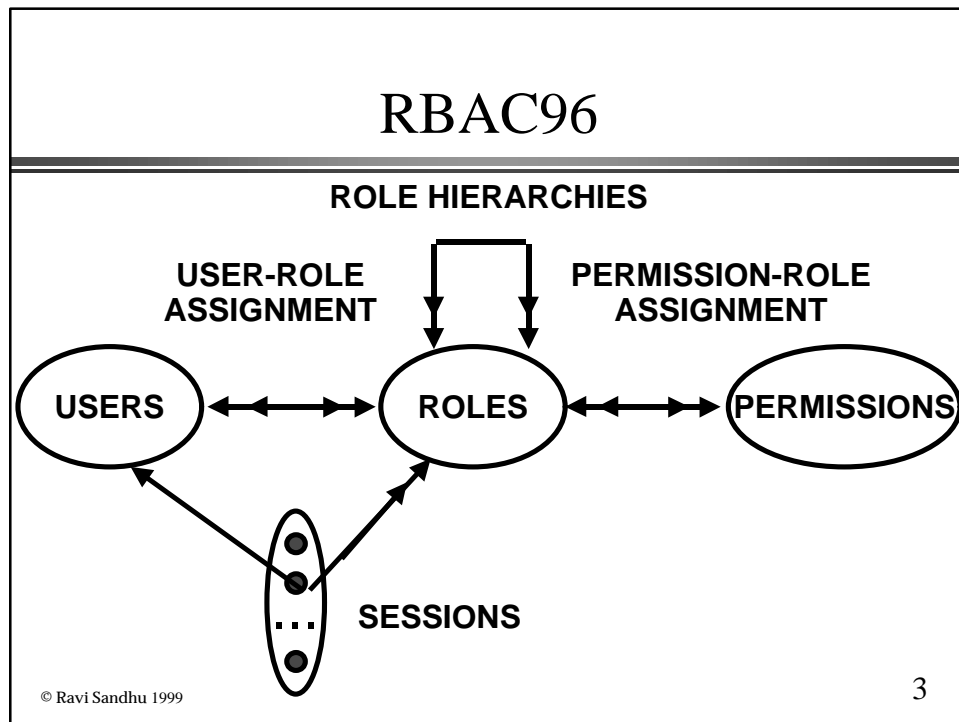 RBAC96
ROLE HIERARCHIES
USER-ROLE
ASSIGNMENT
PERMISSION-ROLE
ASSIGNMENT
USERS
ROLES
PERMISSIONS
...
SESSIONS
© Ravi Sandhu 1999
3